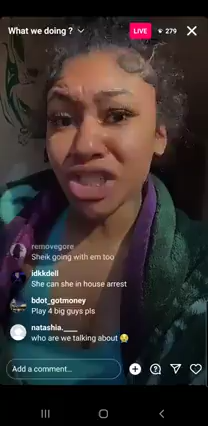 What we doing ?
LIVE
279
removegore
Sheik going with em too
idkkdell
She can she in house arrest
bdot_gotmoney
Play 4 big guys pls
natashia.____
who are we talking about 😭
Add a comment...